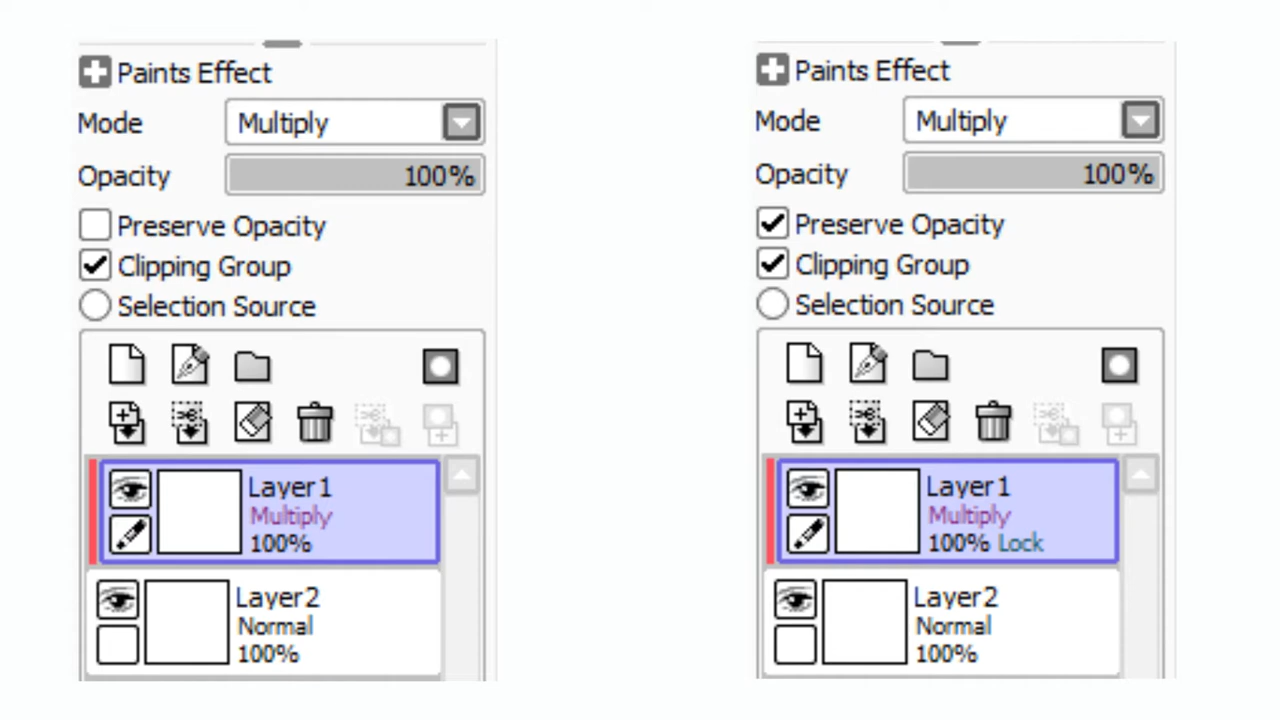 Paints Effect
Mode Multiply
Opacity 100%
Preserve Opacity
Clipping Group
Selection Source
Layer1
Multiply
100%
Layer2
Normal
100%
Paints Effect
Mode Multiply
Opacity 100%
Preserve Opacity
Clipping Group
Selection Source
Layer1
Multiply
100% Lock
Layer2
Normal
100%